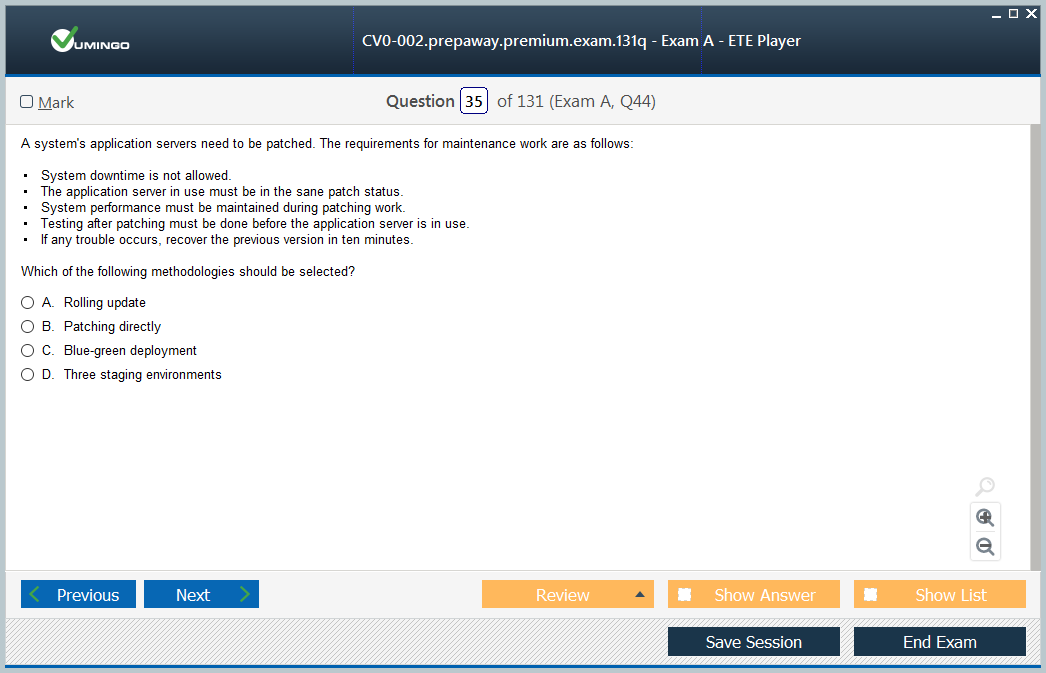 VUMINGO
CV0-002.prepaway.premium.exam.131q - Exam A - ETE Player
Mark
Question 35 of 131 (Exam A, Q44)
A system's application servers need to be patched. The requirements for maintenance work are as follows:
▪ System downtime is not allowed.
▪ The application server in use must be in the sane patch status.
▪ System performance must be maintained during patching work.
▪ Testing after patching must be done before the application server is in use.
▪ If any trouble occurs, recover the previous version in ten minutes.
Which of the following methodologies should be selected?
A. Rolling update
B. Patching directly
C. Blue-green deployment
D. Three staging environments
Previous Next Review Show Answer Show List
Save Session End Exam